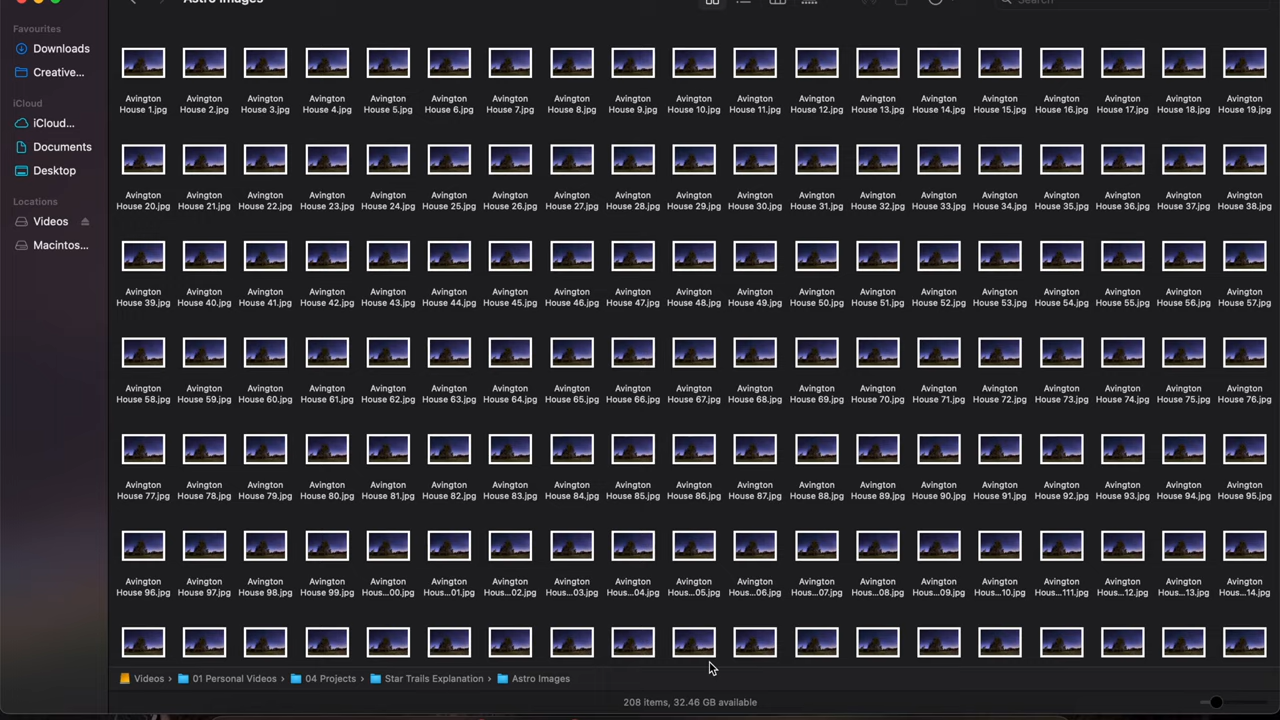 Astro Images
Search
Favourites
Downloads
Creative...
iCloud
iCloud...
Documents
Desktop
Locations
Videos
Macintos...
Avington Avington Avington Avington Avington Avington Avington Avington Avington Avington Avington Avington Avington Avington Avington Avington Avington Avington Avington
House 1.jpg House 2.jpg House 3.jpg House 4.jpg House 5.jpg House 6.jpg House 7.jpg House 8.jpg House 9.jpg House 10.jpg House 11.jpg House 12.jpg House 13.jpg House 14.jpg House 15.jpg House 16.jpg House 17.jpg House 18.jpg House 19.jpg
Avington Avington Avington Avington Avington Avington Avington Avington Avington Avington Avington Avington Avington Avington Avington Avington Avington Avington Avington
House 20.jpg House 21.jpg House 22.jpg House 23.jpg House 24.jpg House 25.jpg House 26.jpg House 27.jpg House 28.jpg House 29.jpg House 30.jpg House 31.jpg House 32.jpg House 33.jpg House 34.jpg House 35.jpg House 36.jpg House 37.jpg House 38.jpg
Avington Avington Avington Avington Avington Avington Avington Avington Avington Avington Avington Avington Avington Avington Avington Avington Avington Avington Avington
House 39.jpg House 40.jpg House 41.jpg House 42.jpg House 43.jpg House 44.jpg House 45.jpg House 46.jpg House 47.jpg House 48.jpg House 49.jpg House 50.jpg House 51.jpg House 52.jpg House 53.jpg House 54.jpg House 55.jpg House 56.jpg House 57.jpg
Avington Avington Avington Avington Avington Avington Avington Avington Avington Avington Avington Avington Avington Avington Avington Avington Avington Avington Avington
House 58.jpg House 59.jpg House 60.jpg House 61.jpg House 62.jpg House 63.jpg House 64.jpg House 65.jpg House 66.jpg House 67.jpg House 68.jpg House 69.jpg House 70.jpg House 71.jpg House 72.jpg House 73.jpg House 74.jpg House 75.jpg House 76.jpg
Avington Avington Avington Avington Avington Avington Avington Avington Avington Avington Avington Avington Avington Avington Avington Avington Avington Avington Avington
House 77.jpg House 78.jpg House 79.jpg House 80.jpg House 81.jpg House 82.jpg House 83.jpg House 84.jpg House 85.jpg House 86.jpg House 87.jpg House 88.jpg House 89.jpg House 90.jpg House 91.jpg House 92.jpg House 93.jpg House 94.jpg House 95.jpg
Avington Avington Avington Avington Avington Avington Avington Avington Avington Avington Avington Avington Avington Avington Avington Avington Avington Avington Avington
House 96.jpg House 97.jpg House 98.jpg House 99.jpg Hous...00.jpg Hous...01.jpg Hous...02.jpg Hous...03.jpg Hous...04.jpg Hous...05.jpg Hous...06.jpg Hous...07.jpg Hous...08.jpg Hous...09.jpg Hous...10.jpg Hous...111.jpg Hous...12.jpg Hous...13.jpg Hous...14.jpg
Videos › 01 Personal Videos › 04 Projects › Star Trails Explanation › Astro Images
208 items, 32.46 GB available